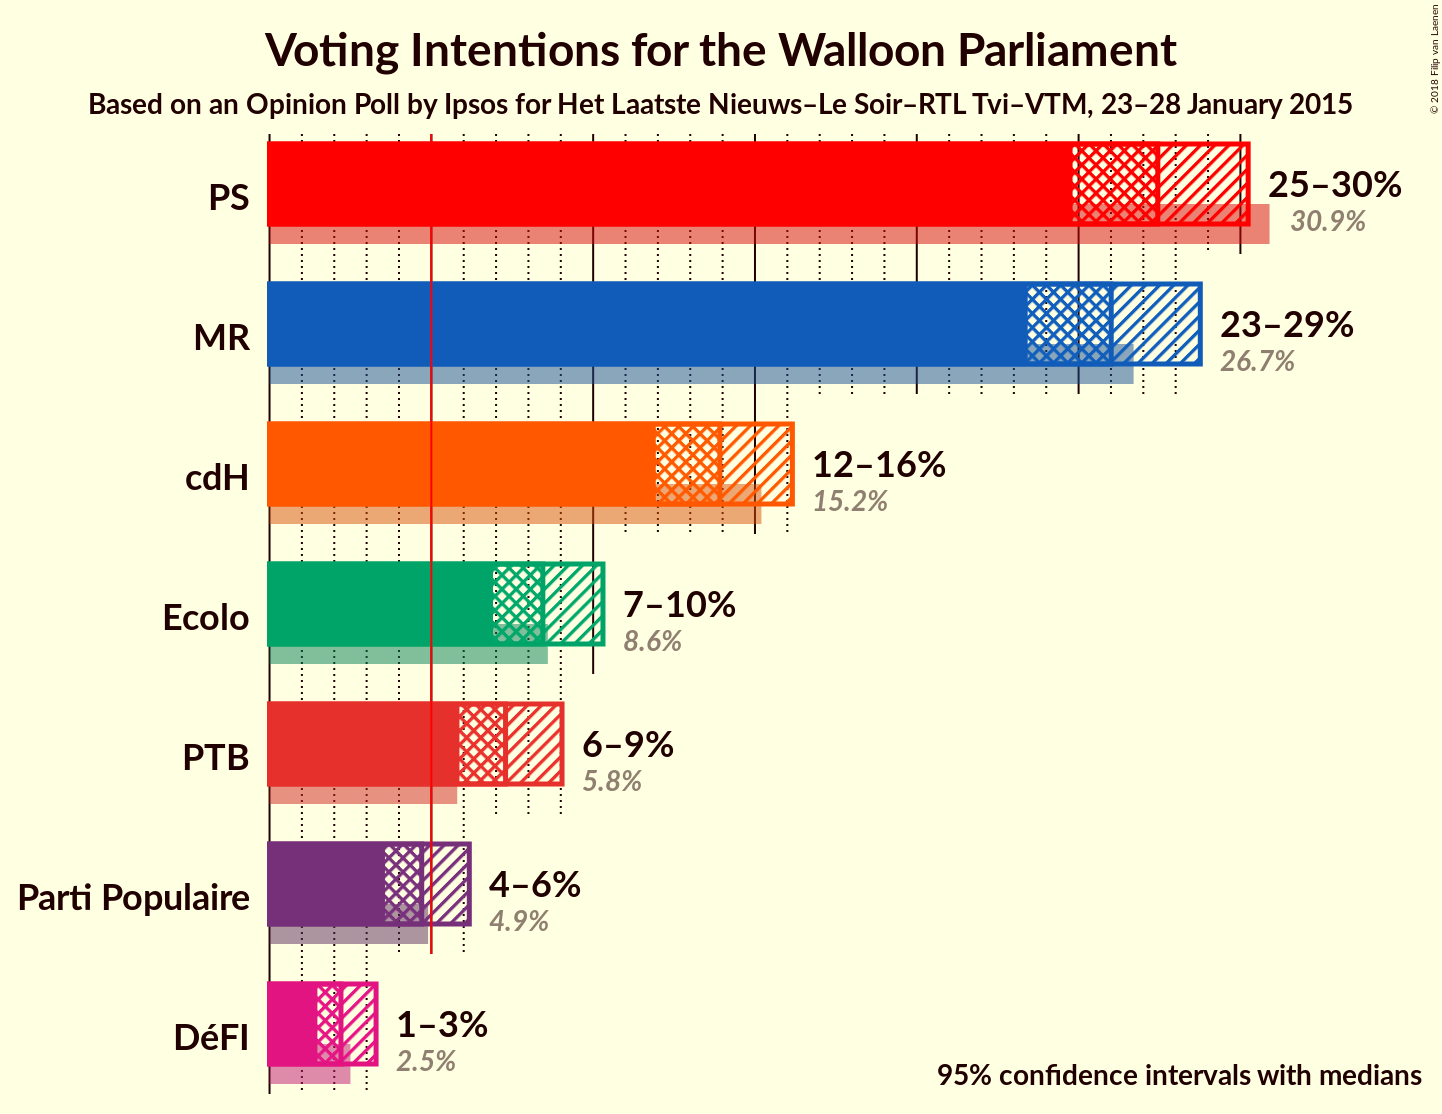 Voting Intentions for the Walloon Parliament
Based on an Opinion Poll by Ipsos for Het Laatste Nieuws–Le Soir–RTL Tvi–VTM, 23–28 January 2015
© 2018 Filip van Laenen
PS
25–30%
30.9%
MR
23–29%
26.7%
cdH
12–16%
15.2%
Ecolo
7–10%
8.6%
PTB
6–9%
5.8%
Parti Populaire
4–6%
4.9%
DéFI
1–3%
2.5%
95% confidence intervals with medians